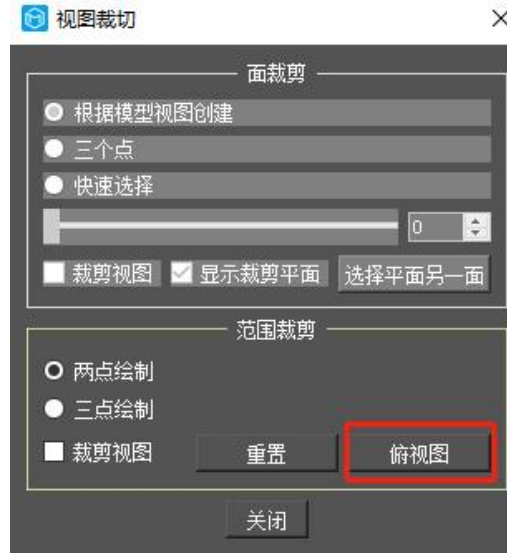 视图裁切
面裁剪
根据模型视图创建
三个点
快速选择
0
裁剪视图 显示裁剪平面 选择平面另一面
范围裁剪
两点绘制
三点绘制
裁剪视图 重置 俯视图
关闭